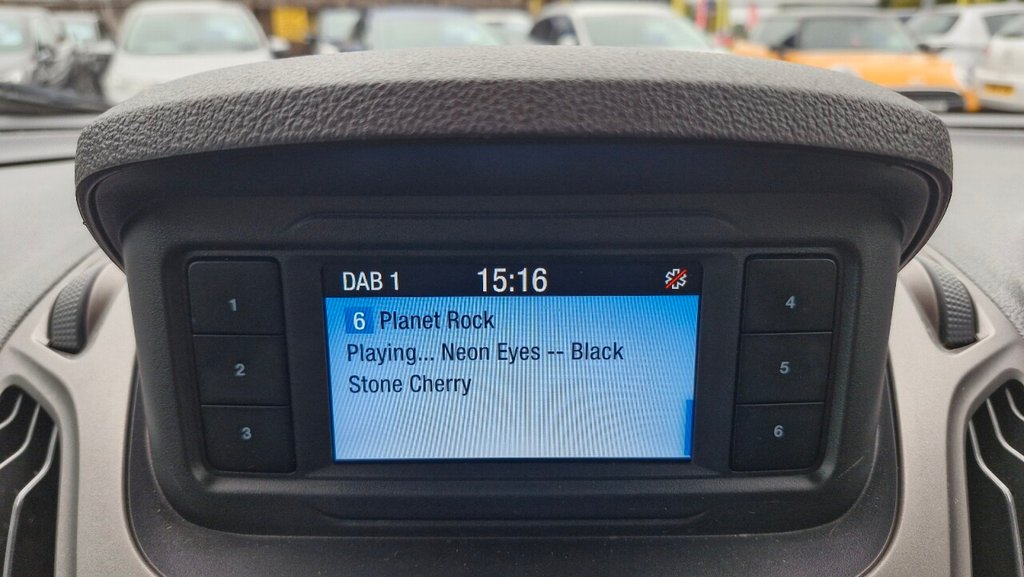 DAB 1 15:16
6 Planet Rock
Playing... Neon Eyes -- Black
Stone Cherry
1
2
3
4
5
6